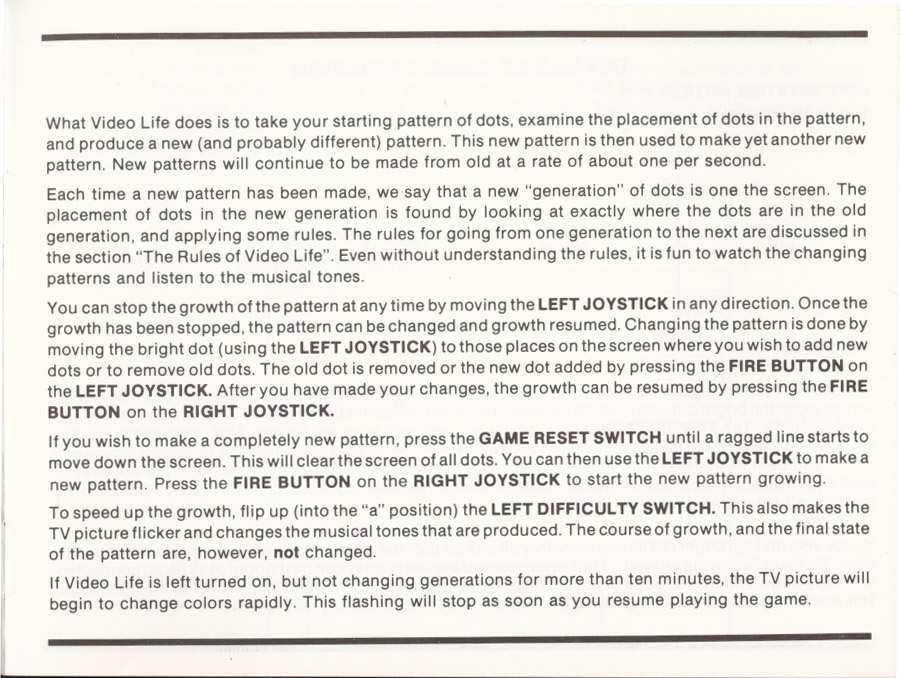 What Video Life does is to take your starting pattern of dots, examine the placement of dots in the pattern,
and produce a new (and probably different) pattern. This new pattern is then used to make yet another new
pattern. New patterns will continue to be made from old at a rate of about one per second.
Each time a new pattern has been made, we say that a new "generation" of dots is one the screen. The
placement of dots in the new generation is found by looking at exactly where the dots are in the old
generation, and applying some rules. The rules for going from one generation to the next are discussed in
the section "The Rules of Video Life". Even without understanding the rules, it is fun to watch the changing
patterns and listen to the musical tones.
You can stop the growth of the pattern at any time by moving the LEFT JOYSTICK in any direction. Once the
growth has been stopped, the pattern can be changed and growth resumed. Changing the pattern is done by
moving the bright dot (using the LEFT JOYSTICK) to those places on the screen where you wish to add new
dots or to remove old dots. The old dot is removed or the new dot added by pressing the FIRE BUTTON on
the LEFT JOYSTICK. After you have made your changes, the growth can be resumed by pressing the FIRE
BUTTON on the RIGHT JOYSTICK.
If you wish to make a completely new pattern, press the GAME RESET SWITCH until a ragged line starts to
move down the screen. This will clear the screen of all dots. You can then use the LEFT JOYSTICK to make a
new pattern. Press the FIRE BUTTON on the RIGHT JOYSTICK to start the new pattern growing.
To speed up the growth, flip up (into the "a" position) the LEFT DIFFICULTY SWITCH. This also makes the
TV picture flicker and changes the musical tones that are produced. The course of growth, and the final state
of the pattern are, however, not changed.
If Video Life is left turned on, but not changing generations for more than ten minutes, the TV picture will
begin to change colors rapidly. This flashing will stop as soon as you resume playing the game.